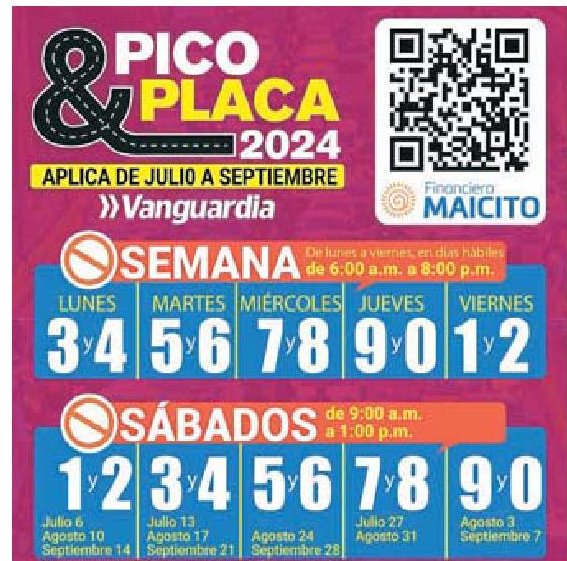 PICO
& PLACA
2024
APLICA DE JULIO A SEPTIEMBRE
»Vanguardia
Financiera
MAICITO
SEMANA
De lunes a viernes, en días hábiles
de 6:00 a.m. a 8:00 p.m.
LUNES MARTES MIÉRCOLES JUEVES VIERNES
3 y 4 5 y 6 7 y 8 9 y 0 1 y 2
SÁBADOS
de 9:00 a.m.
a 1:00 p.m.
1 y 2 3 y 4 5 y 6 7 y 8 9 y 0
Julio 6 Julio 13 Julio 27 Agosto 3
Agosto 10 Agosto 17 Agosto 24 Agosto 31 Septiembre 7
Septiembre 14 Septiembre 21 Septiembre 28